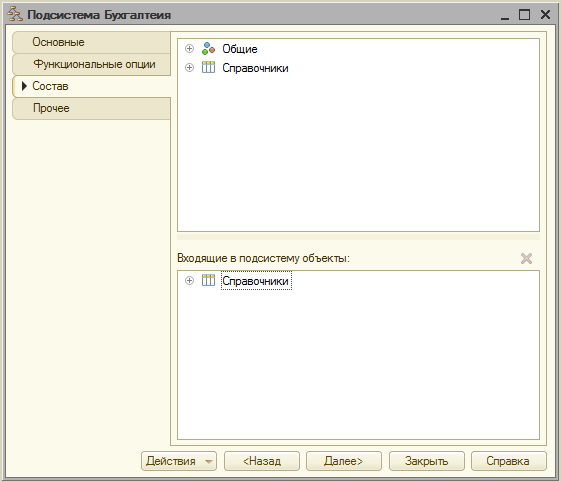 Подсистема Бухгалтеия
Основные
Функциональные опции
Состав
Прочее
Общие
Справочники
Входящие в подсистему объекты:
Справочники
Действия
<Назад
Далее>
Закрыть
Справка